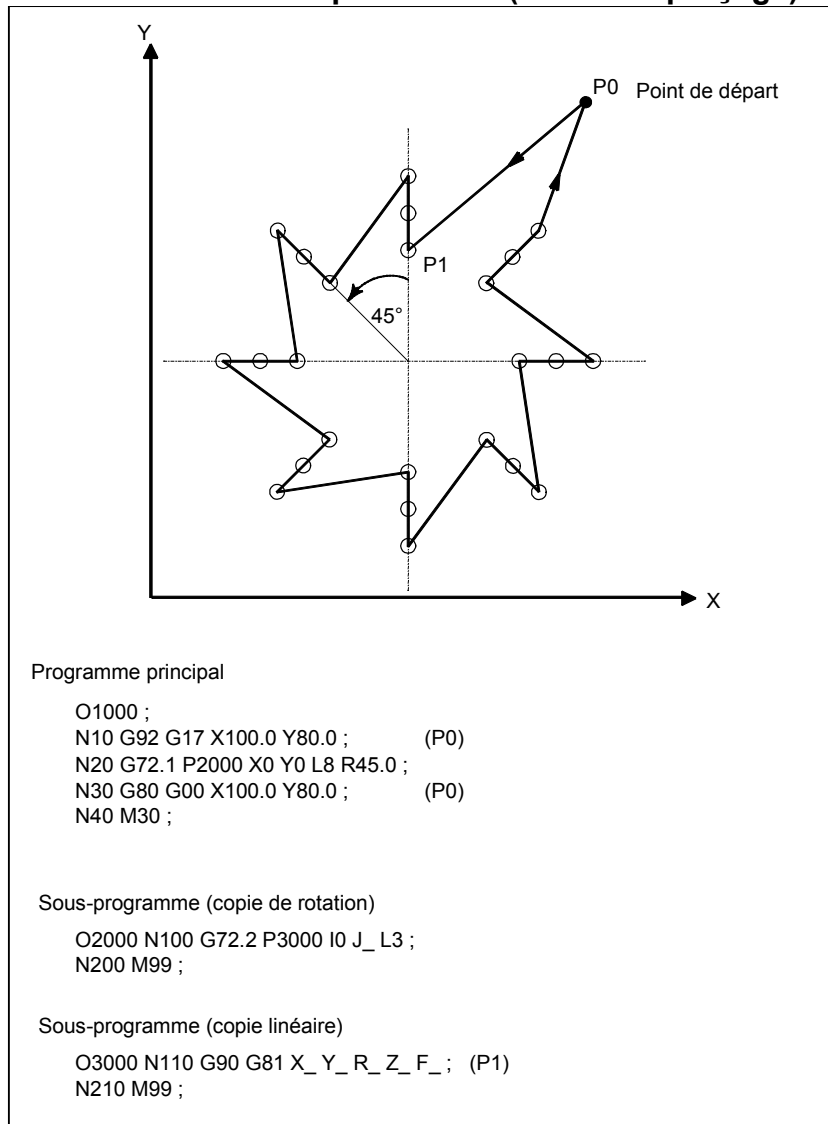 Y
P0 Point de départ
P1
45°
X
Programme principal
O1000 ;
N10 G92 G17 X100.0 Y80.0 ; (P0)
N20 G72.1 P2000 X0 Y0 L8 R45.0 ;
N30 G80 G00 X100.0 Y80.0 ; (P0)
N40 M30 ;
Sous-programme (copie de rotation)
O2000 N100 G72.2 P3000 I0 J_ L3 ;
N200 M99 ;
Sous-programme (copie linéaire)
O3000 N110 G90 G81 X_ Y_ R_ Z_ F_ ; (P1)
N210 M99 ;